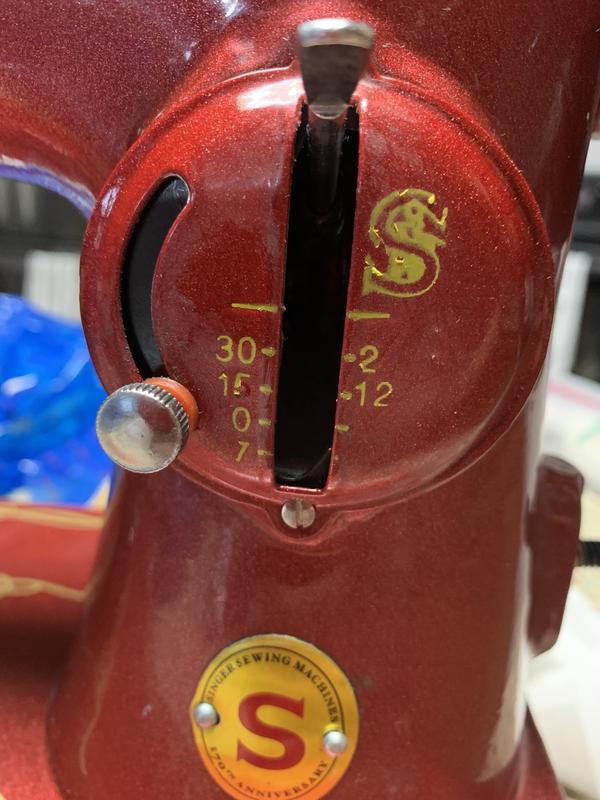 S
30 2
15 12
0
7
SINGER SEWING MACHINES
S
170TH ANNIVERSARY